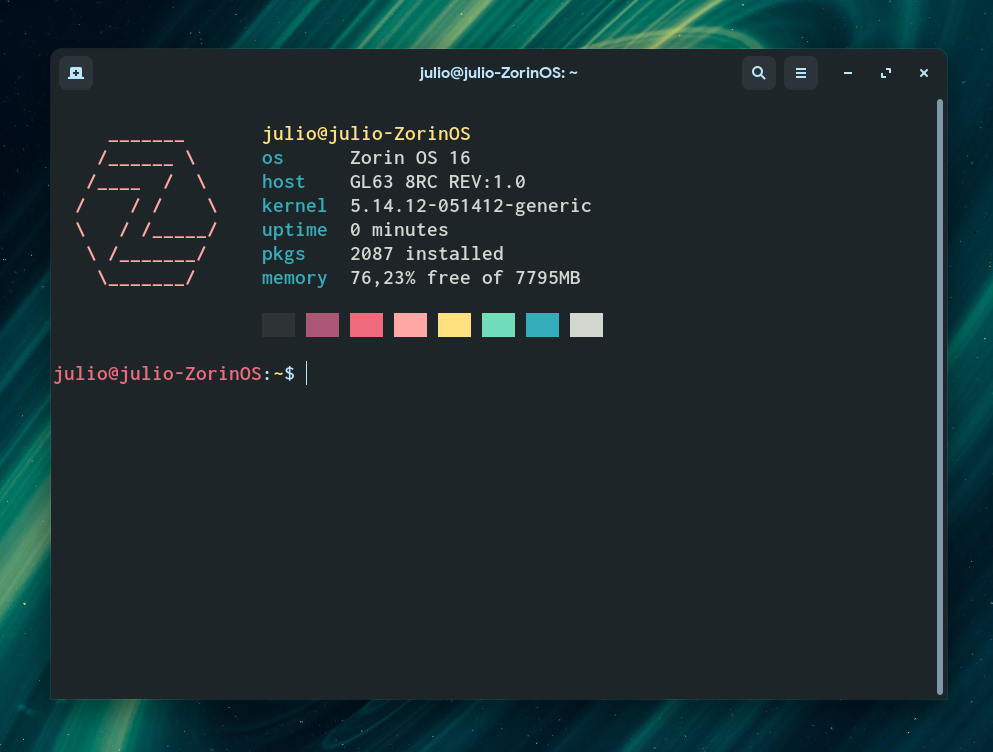 julio@julio-ZorinOS: ~
julio@julio-ZorinOS
os Zorin OS 16
host GL63 8RC REV:1.0
kernel 5.14.12-051412-generic
uptime 0 minutes
pkgs 2087 installed
memory 76,23% free of 7795MB
julio@julio-ZorinOS:~$